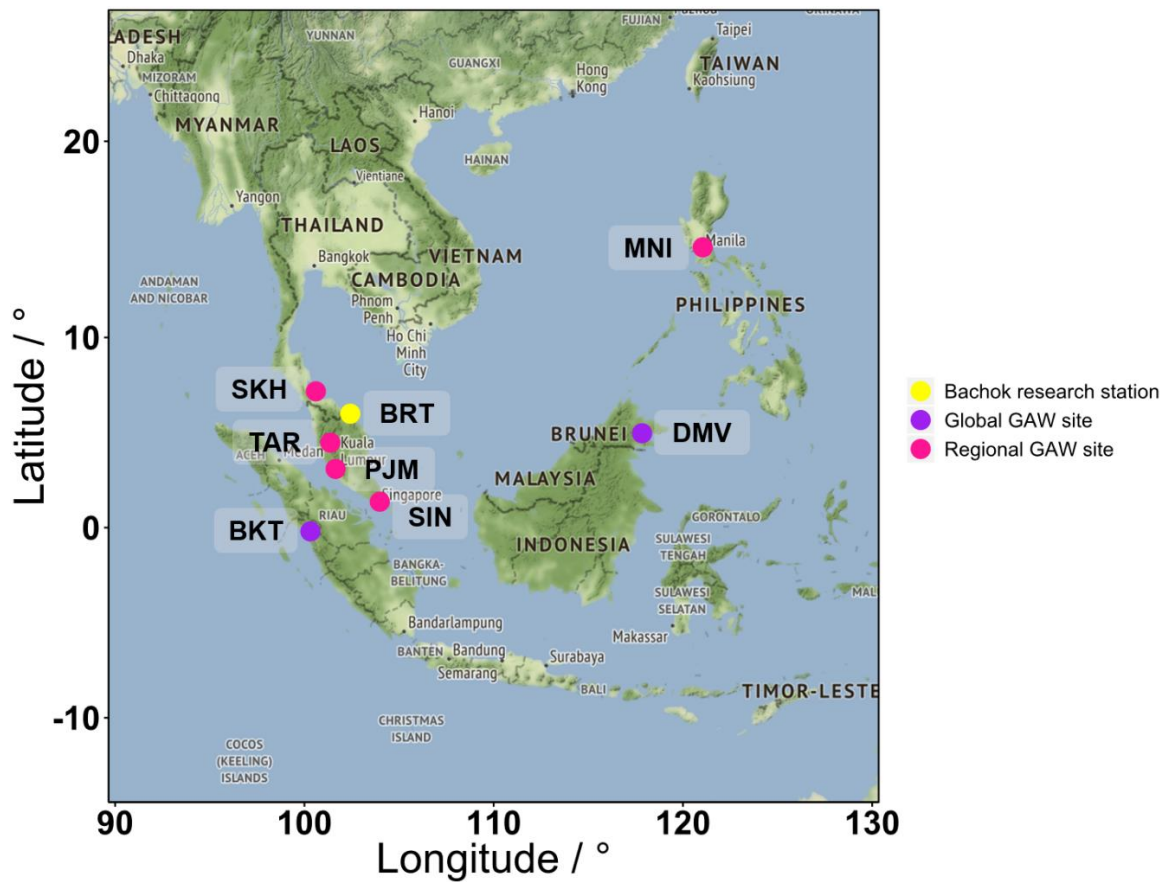 FUJIAN
YUNNAN
Taipei
LADESH
Dhaka
TAIWAN
MIZORAM
GUANGXI
Hong
Kong
Kaohsiung
Chittagong
MYANMAR
Hanoi
20
LAOS
HAINAN
Vientiane
Yangon
THAILAND
MNI
Manila
Bangkok
VIETNAM
CAMBODIA
ANDAMAN
AND NICOBAR
Phnom
Penh
PHILIPPINES
10
Ho Chi
Minh
City
SKH
BRT
TAR
Kuala
Lumpur
ACEH
Medan
BRUNEI
DMV
PJM
MALAYSIA
Singapore
SIN
RIAU
GORONTALO
0
BKT
INDONESIA
SULAWESI
TENGAH
BANGKA-
BELITUNG
SULAWESI
SELATAN
MAL
Bandarlampung
Makassar
BANTEN
Bandung
Surabaya
Semarang
BALI
TIMOR-LESTE
-10
CHRISTMAS
ISLAND
COCOS
(KEELING)
ISLANDS
90
100
110
120
130
Longitude / °
Latitude / °
Bachok research station
Global GAW site
Regional GAW site